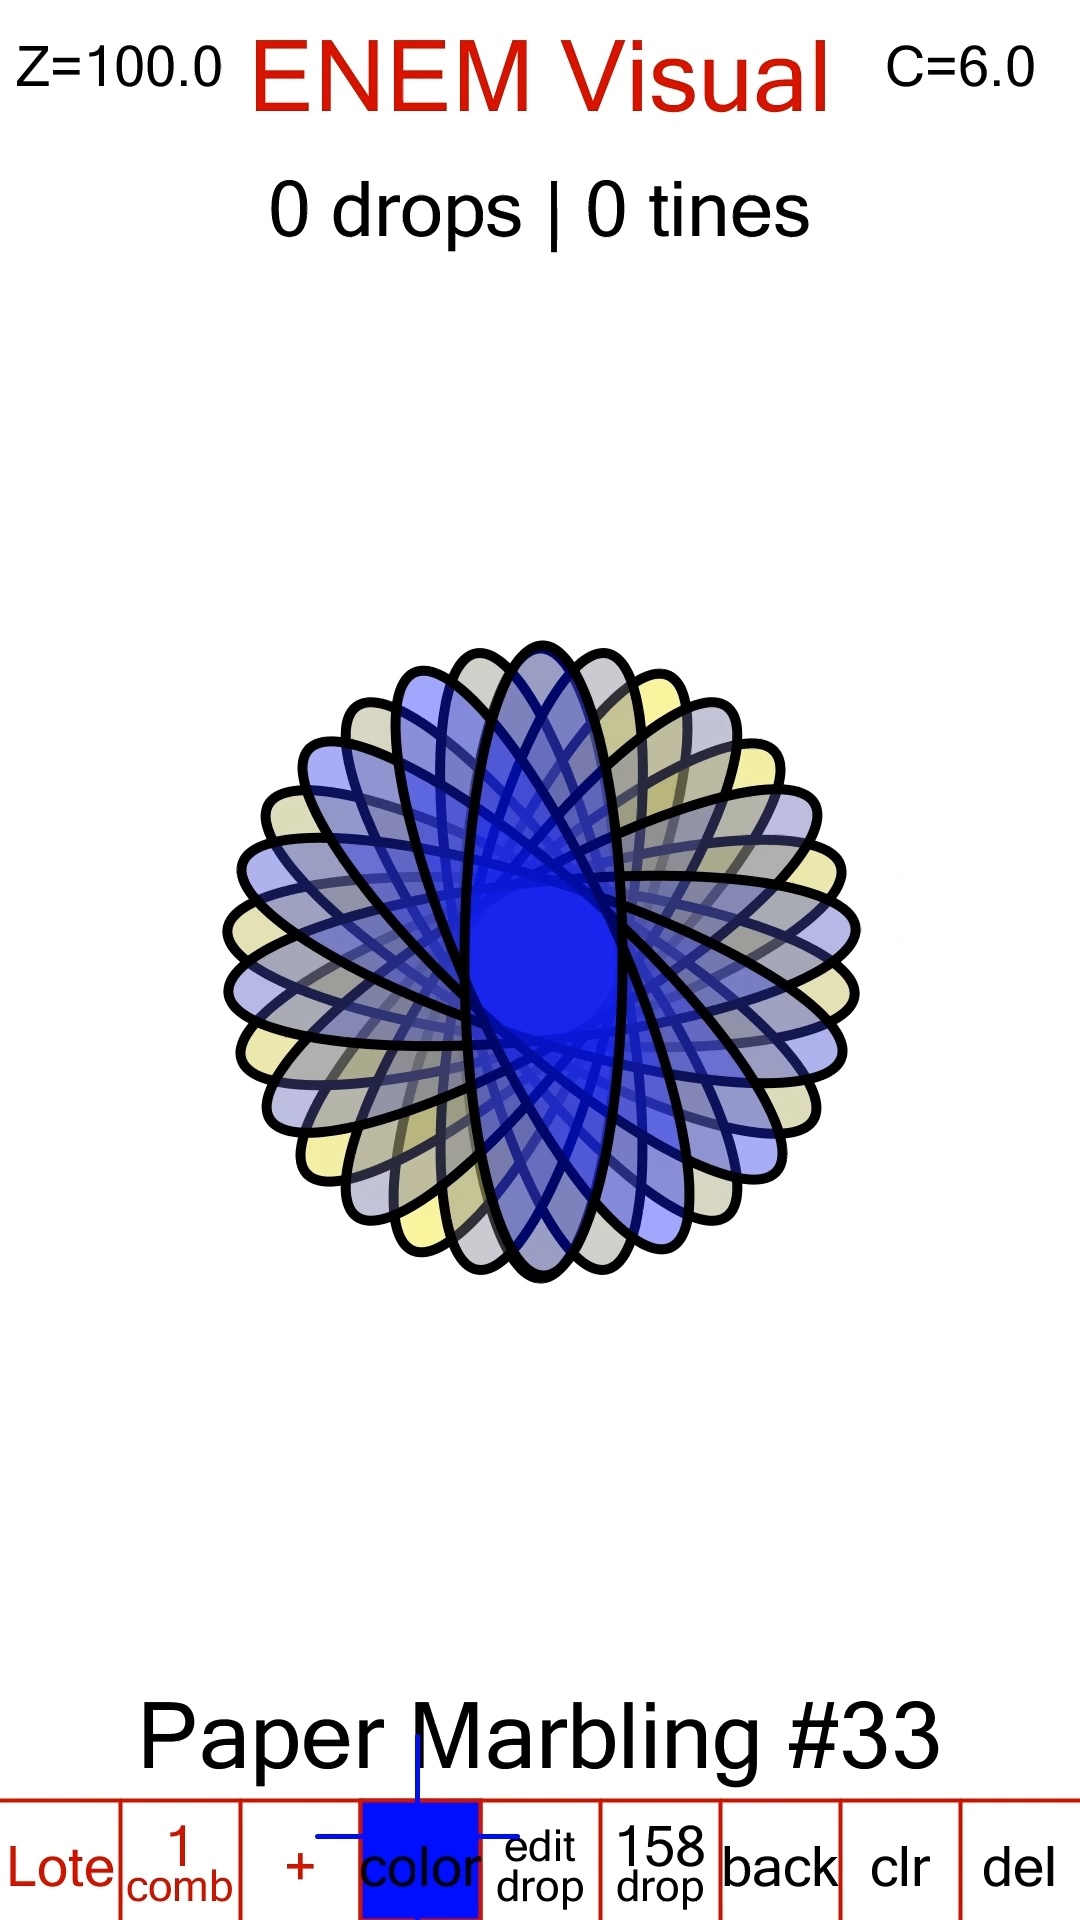 Z=100.0 ENEM Visual C=6.0
0 drops | 0 tines
Paper Marbling #33
Lote
1
comb
+
color
edit
drop
158
drop
back
clr
del